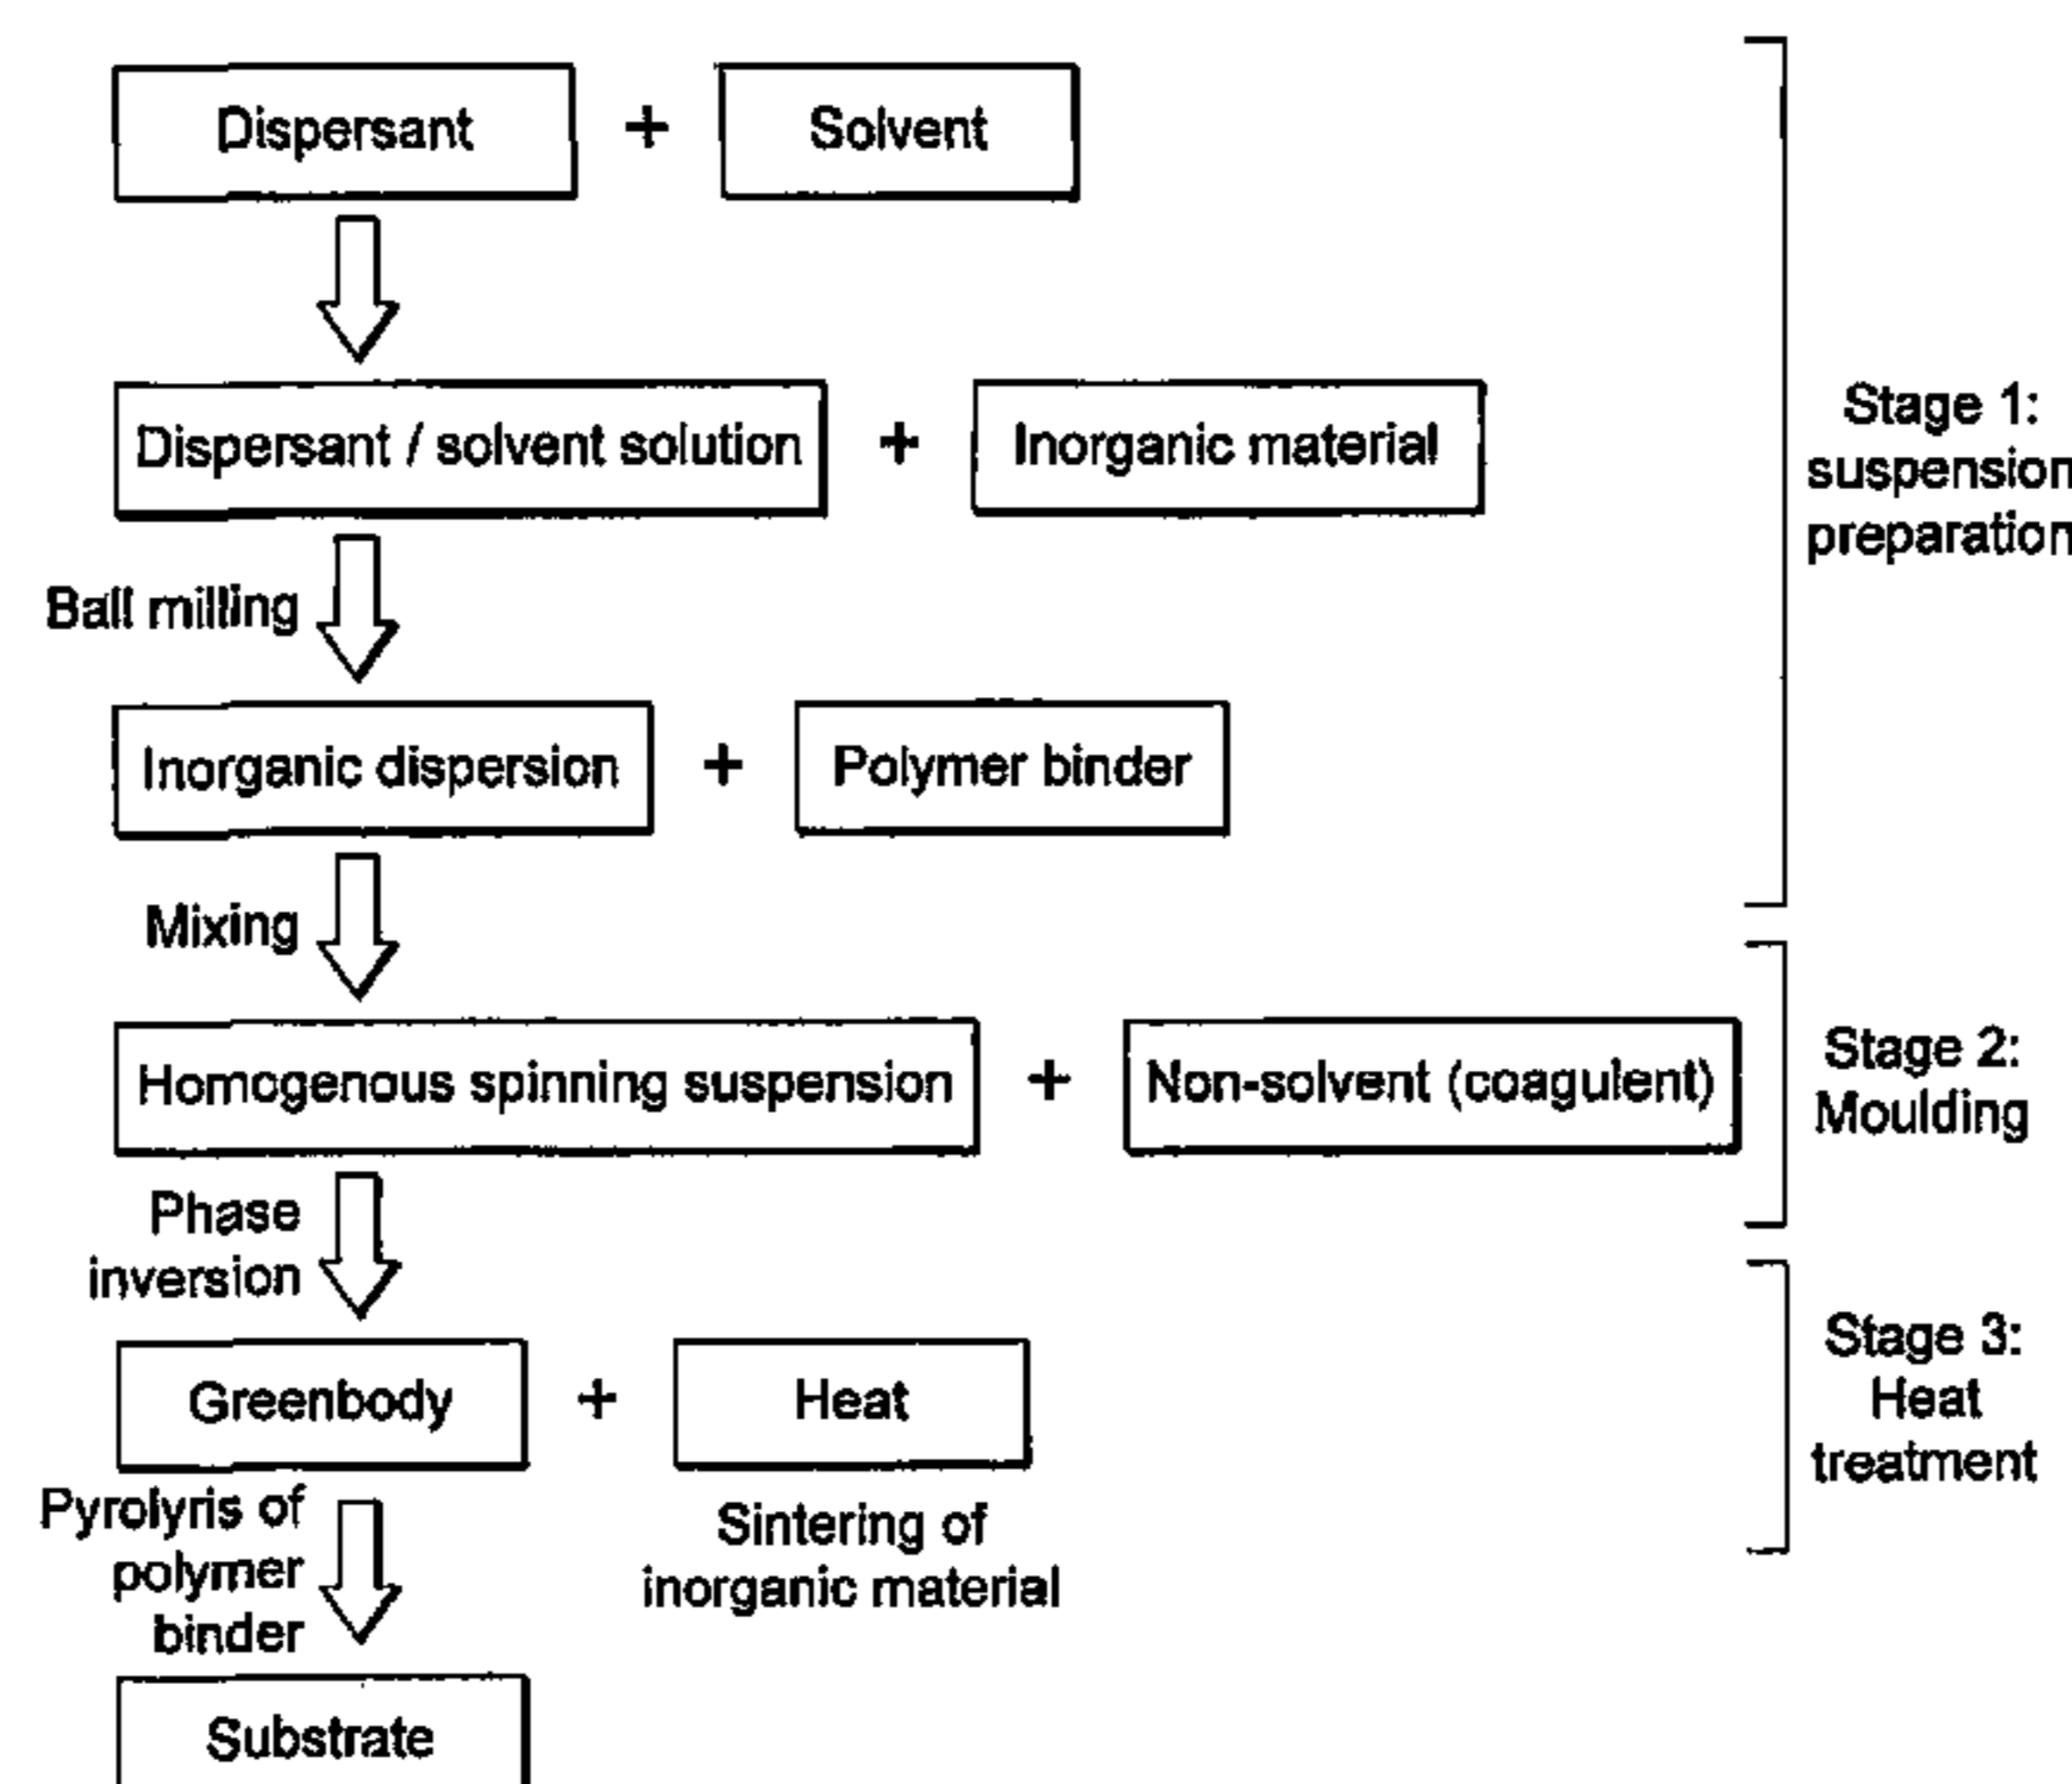 Dispersant + Solvent
Dispersant / solvent solution + Inorganic material
Stage 1:
suspension
preparation
Ball milling
Inorganic dispersion + Polymer binder
Mixing
Homogenous spinning suspension + Non-solvent (coagulent)
Stage 2:
Moulding
Phase
inversion
Greenbody + Heat
Stage 3:
Heat
treatment
Pyrolyris of
polymer
binder
Sintering of
inorganic material
Substrate